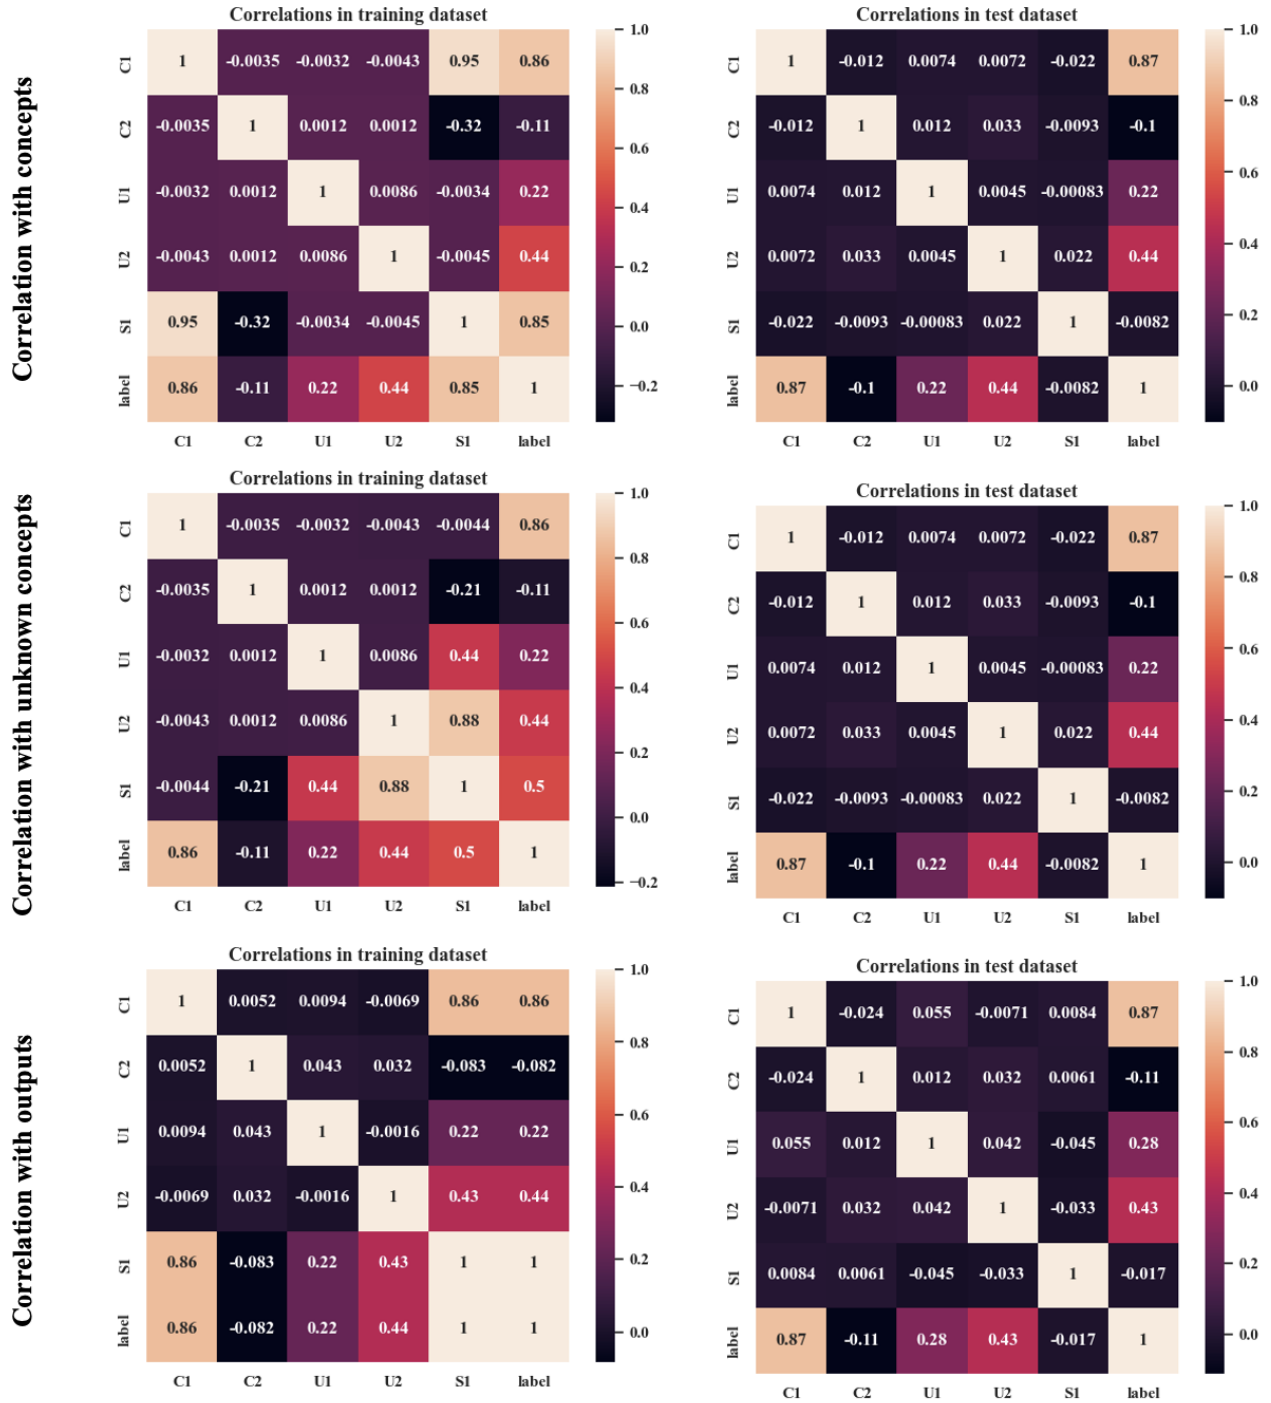 Correlation with concepts
Correlations in training dataset
C1 1 -0.0035 -0.0032 -0.0043 0.95 0.86
C2 -0.0035 1 0.0012 0.0012 -0.32 -0.11
U1 -0.0032 0.0012 1 0.0086 -0.0034 0.22
U2 -0.0043 0.0012 0.0086 1 -0.0045 0.44
S1 0.95 -0.32 -0.0034 -0.0045 1 0.85
label 0.86 -0.11 0.22 0.44 0.85 1
C1 C2 U1 U2 S1 label
1.0
0.8
0.6
0.4
0.2
0.0
−0.2
Correlations in test dataset
C1 1 -0.012 0.0074 0.0072 -0.022 0.87
C2 -0.012 1 0.012 0.033 -0.0093 -0.1
U1 0.0074 0.012 1 0.0045 -0.00083 0.22
U2 0.0072 0.033 0.0045 1 0.022 0.44
S1 -0.022 -0.0093 -0.00083 0.022 1 -0.0082
label 0.87 -0.1 0.22 0.44 -0.0082 1
C1 C2 U1 U2 S1 label
1.0
0.8
0.6
0.4
0.2
0.0
Correlation with unknown concepts
Correlations in training dataset
C1 1 -0.0035 -0.0032 -0.0043 -0.0044 0.86
C2 -0.0035 1 0.0012 0.0012 -0.21 -0.11
U1 -0.0032 0.0012 1 0.0086 0.44 0.22
U2 -0.0043 0.0012 0.0086 1 0.88 0.44
S1 -0.0044 -0.21 0.44 0.88 1 0.5
label 0.86 -0.11 0.22 0.44 0.5 1
C1 C2 U1 U2 S1 label
1.0
0.8
0.6
0.4
0.2
0.0
−0.2
Correlations in test dataset
C1 1 -0.012 0.0074 0.0072 -0.022 0.87
C2 -0.012 1 0.012 0.033 -0.0093 -0.1
U1 0.0074 0.012 1 0.0045 -0.00083 0.22
U2 0.0072 0.033 0.0045 1 0.022 0.44
S1 -0.022 -0.0093 -0.00083 0.022 1 -0.0082
label 0.87 -0.1 0.22 0.44 -0.0082 1
C1 C2 U1 U2 S1 label
1.0
0.8
0.6
0.4
0.2
0.0
Correlation with outputs
Correlations in training dataset
C1 1 0.0052 0.0094 -0.0069 0.86 0.86
C2 0.0052 1 0.043 0.032 -0.083 -0.082
U1 0.0094 0.043 1 -0.0016 0.22 0.22
U2 -0.0069 0.032 -0.0016 1 0.43 0.44
S1 0.86 -0.083 0.22 0.43 1 1
label 0.86 -0.082 0.22 0.44 1 1
C1 C2 U1 U2 S1 label
1.0
0.8
0.6
0.4
0.2
0.0
Correlations in test dataset
C1 1 -0.024 0.055 -0.0071 0.0084 0.87
C2 -0.024 1 0.012 0.032 0.0061 -0.11
U1 0.055 0.012 1 0.042 -0.045 0.28
U2 -0.0071 0.032 0.042 1 -0.033 0.43
S1 0.0084 0.0061 -0.045 -0.033 1 -0.017
label 0.87 -0.11 0.28 0.43 -0.017 1
C1 C2 U1 U2 S1 label
1.0
0.8
0.6
0.4
0.2
0.0